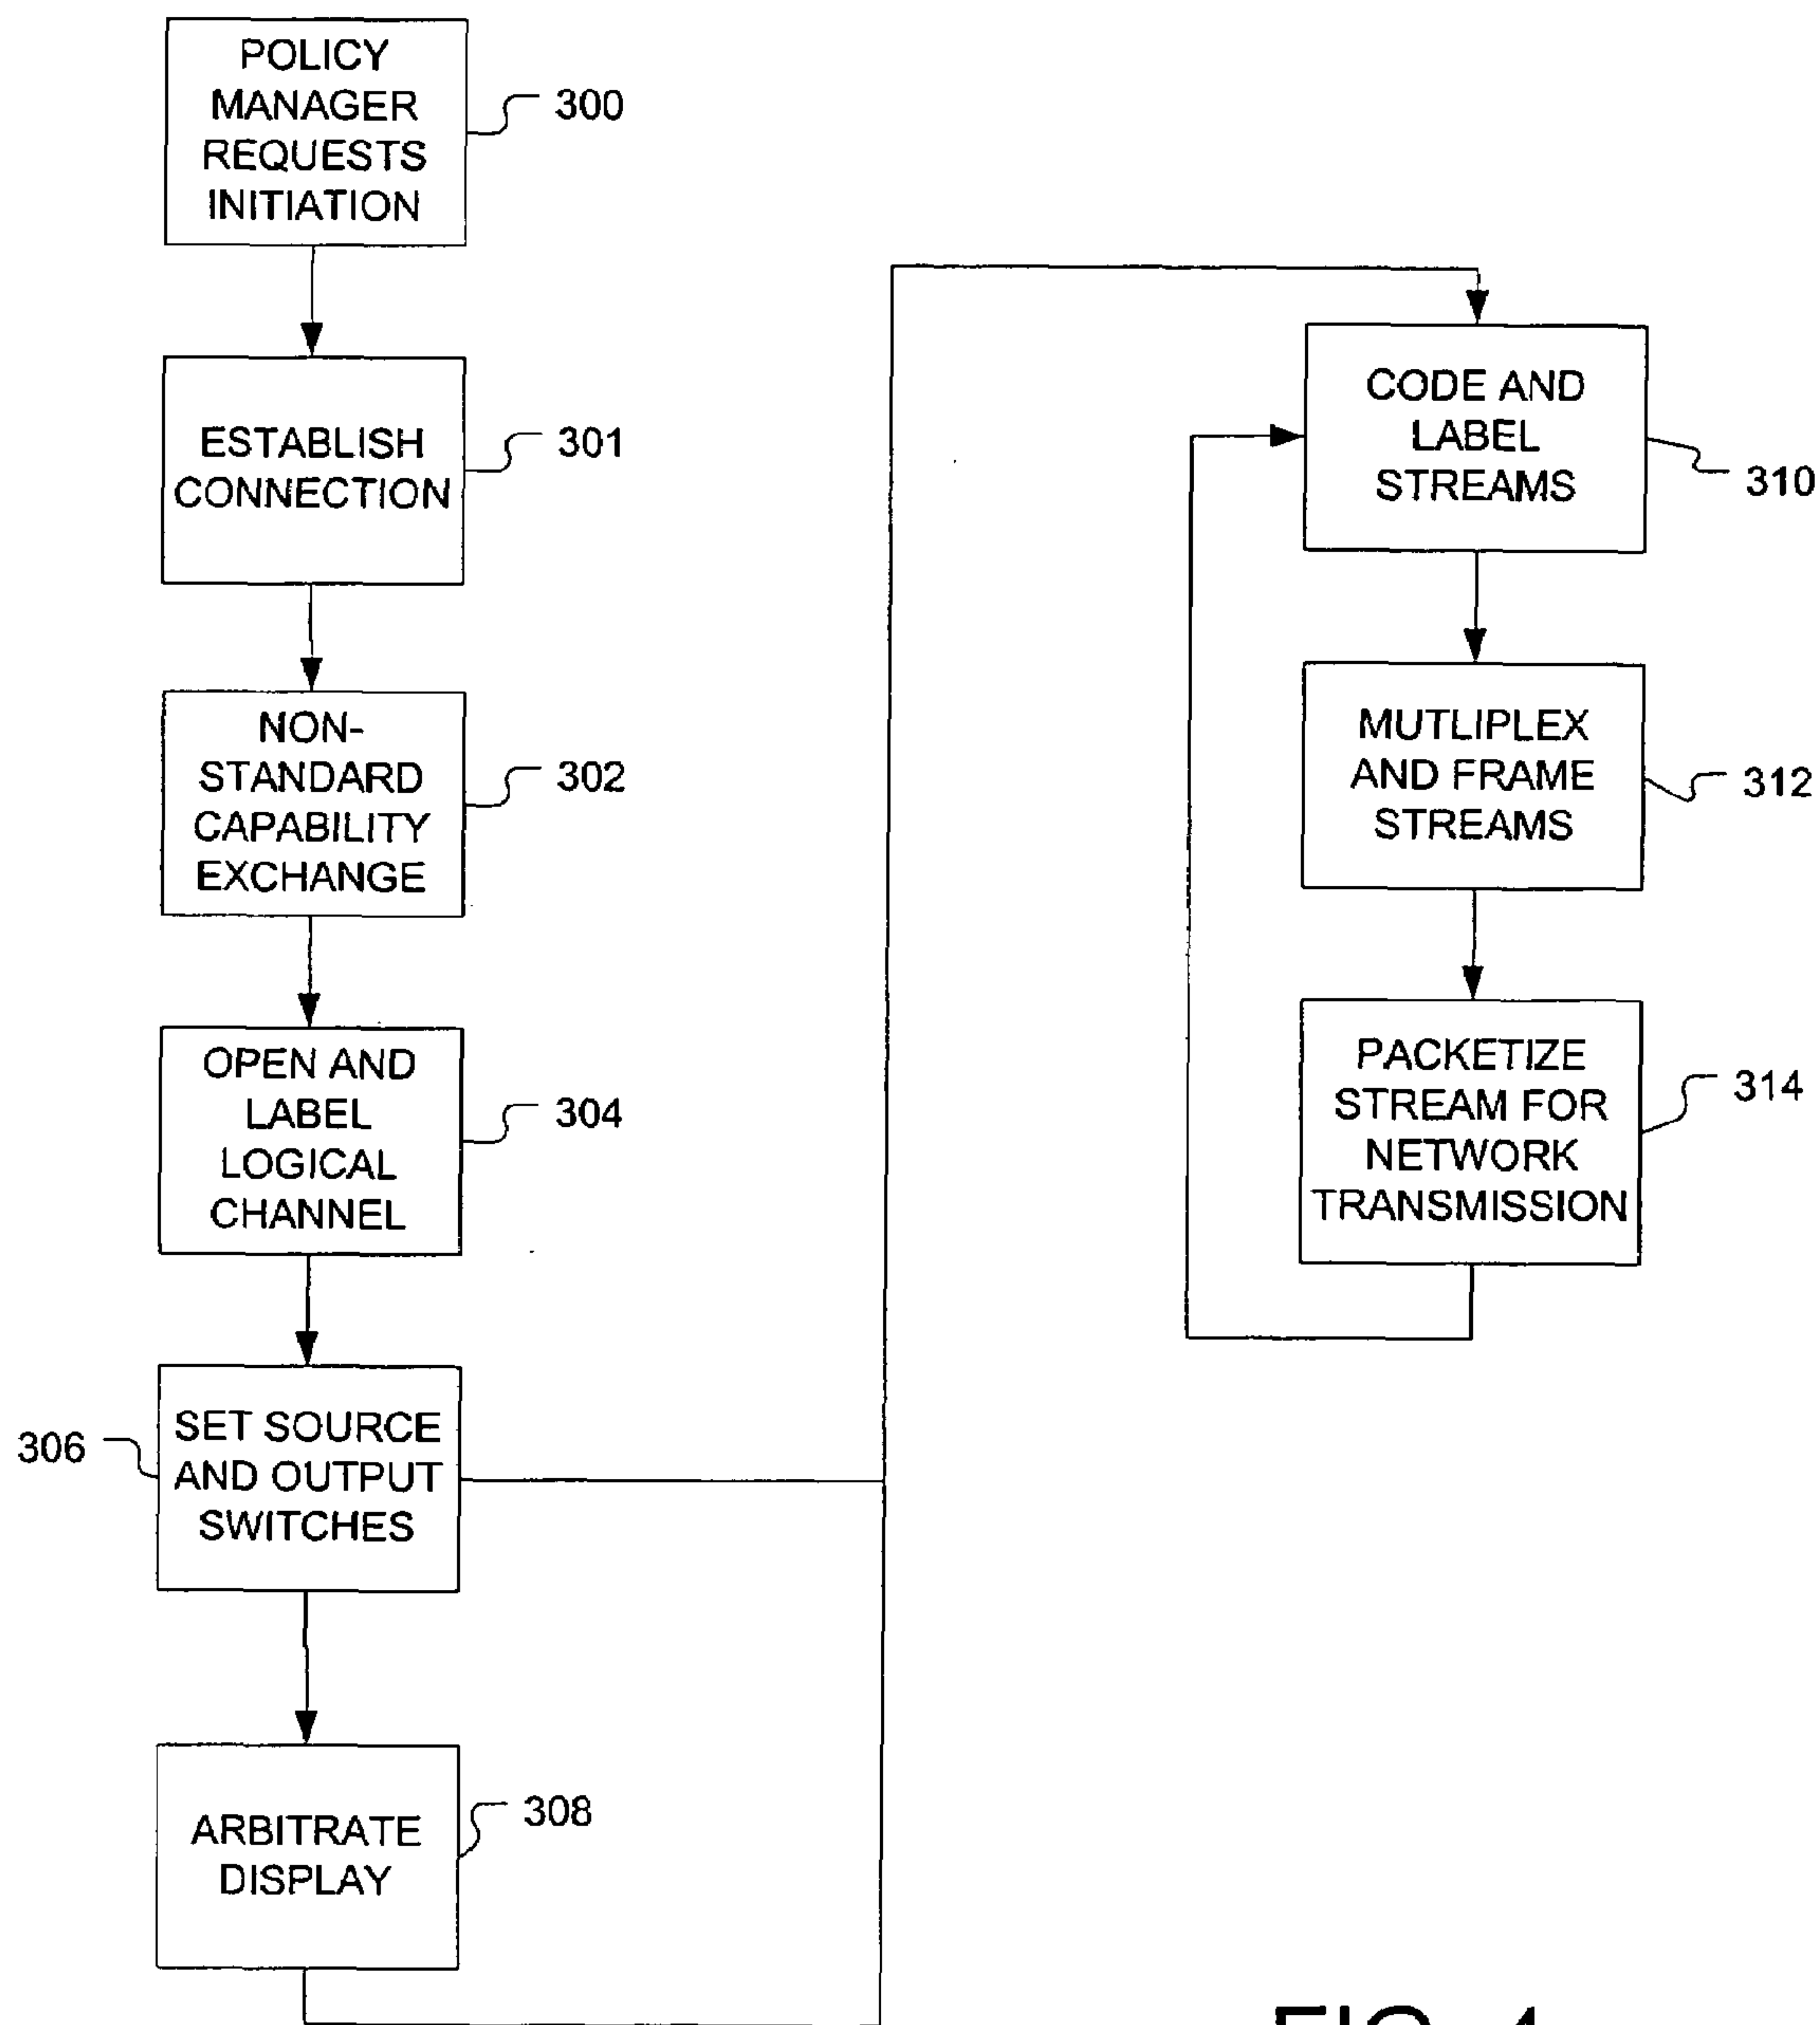 POLICY
MANAGER
REQUESTS
INITIATION
300
ESTABLISH
CONNECTION
301
NON-
STANDARD
CAPABILITY
EXCHANGE
302
OPEN AND
LABEL
LOGICAL
CHANNEL
304
306
SET SOURCE
AND OUTPUT
SWITCHES
ARBITRATE
DISPLAY
308
CODE AND
LABEL
STREAMS
310
MUTLIPLEX
AND FRAME
STREAMS
312
PACKETIZE
STREAM FOR
NETWORK
TRANSMISSION
314
FIG. 4